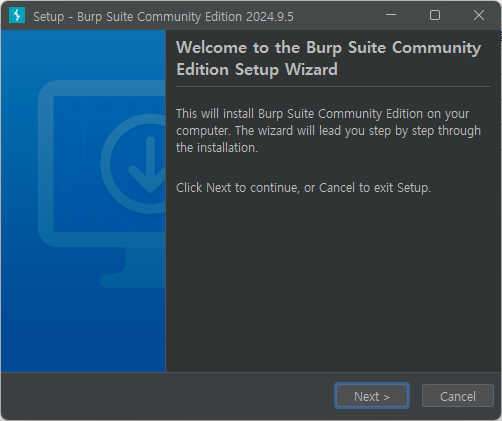 Setup - Burp Suite Community Edition 2024.9.5
Welcome to the Burp Suite Community
Edition Setup Wizard
This will install Burp Suite Community Edition on your
computer. The wizard will lead you step by step through
the installation.
Click Next to continue, or Cancel to exit Setup.
Next >
Cancel